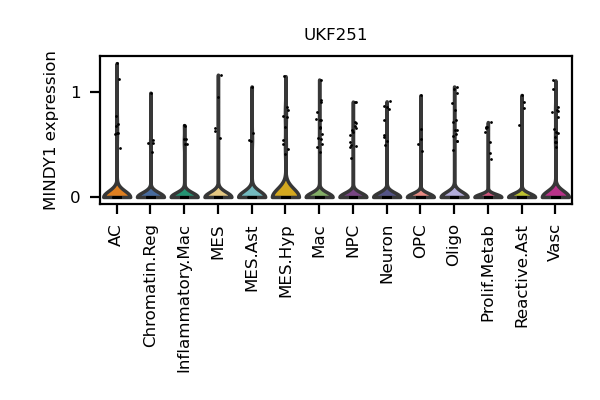 UKF251
MINDY1 expression
1
0
AC
Chromatin.Reg
Inflammatory.Mac
MES
MES.Ast
MES.Hyp
Mac
NPC
Neuron
OPC
Oligo
Prolif.Metab
Reactive.Ast
Vasc